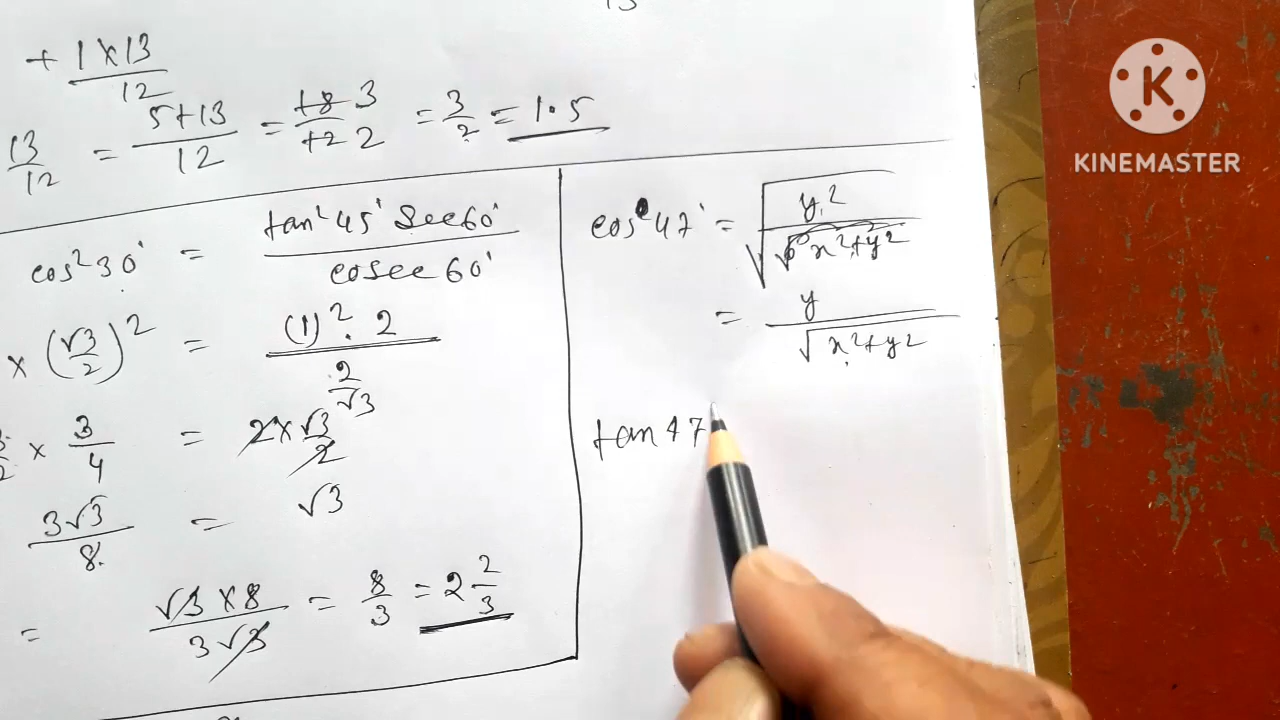 + 1×13/12
13/12 = 5+13/12 = 18/12 3/2 = 3/2 = 1.5
cos²30° = tan²45° sec60°/cosec60°
× (√3/2)² = (1)². 2/2/√3
× 3/4 = 2×√3/2
3√3/8 = √3
= √3×8/3√3 = 8/3 = 2 2/3
cos 47° = √y²/x²+y²
= y/√x²+y²
tan 47
KINEMASTER